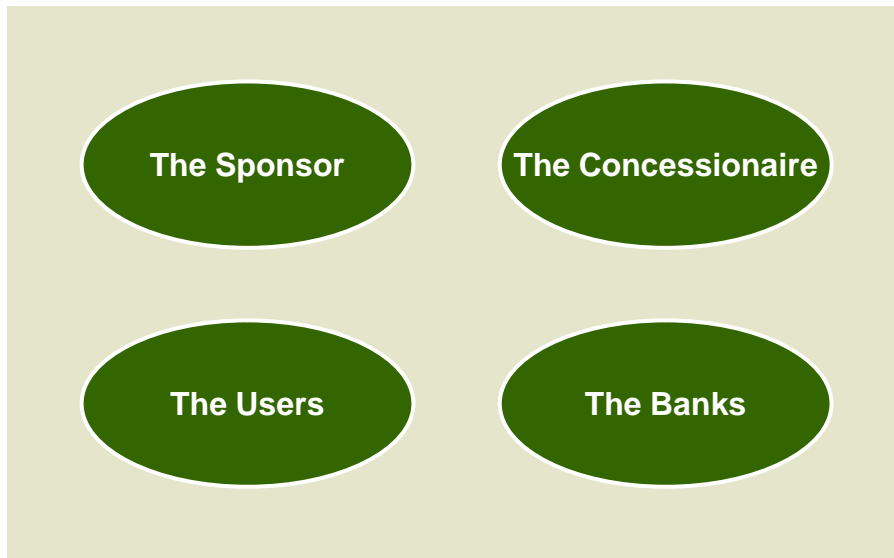 The Sponsor
The Concessionaire
The Users
The Banks